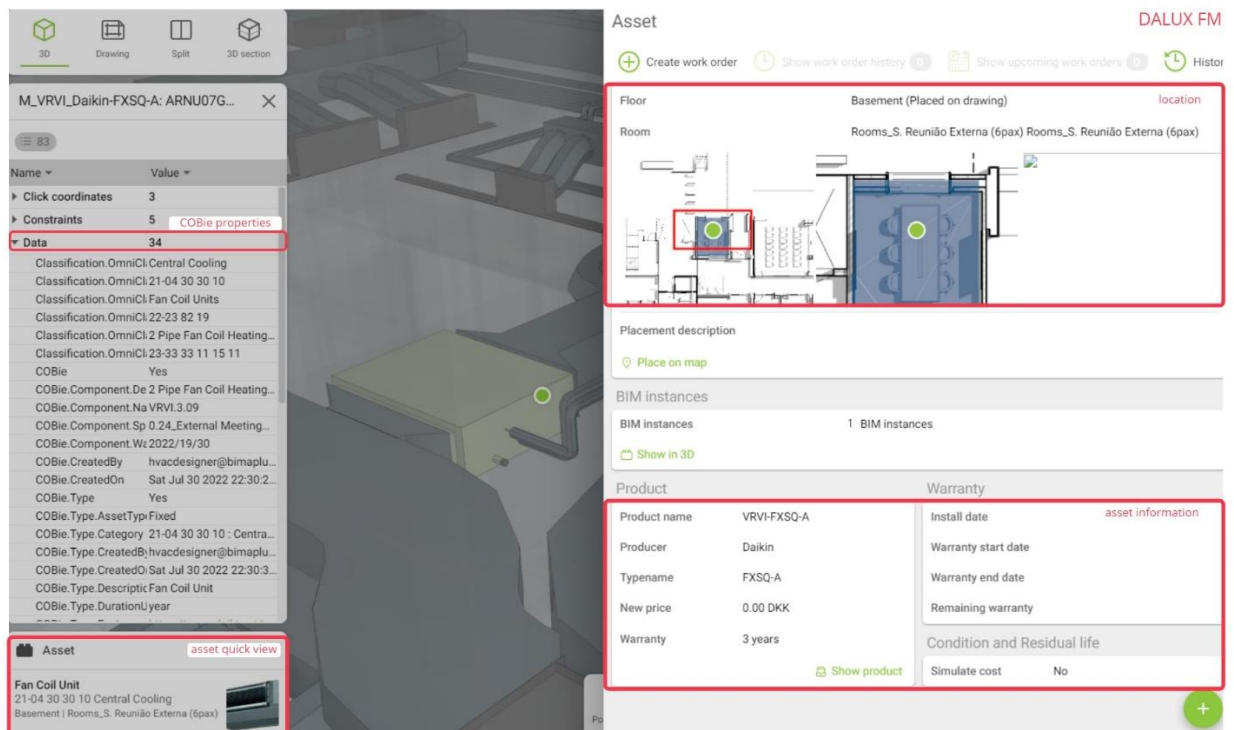 3D Drawing Split 3D section
M_VRVI_Daikin-FXSQ-A: ARNU07G...
83
Name Value
Click coordinates 3
Constraints 5
COBie properties
Data 34
Classification.OmniCl Central Cooling
Classification.OmniCl 21-04 30 30 10
Classification.OmniCl Fan Coil Units
Classification.OmniCl 22-23 82 19
Classification.OmniCl 2 Pipe Fan Coil Heating...
Classification.OmniCl 23-33 33 11 15 11
COBie Yes
COBie.Component.De 2 Pipe Fan Coil Heating...
COBie.Component.Na VRVI.3.09
COBie.Component.Sp 0.24_External Meeting...
COBie.Component.Wa 2022/19/30
COBie.CreatedBy hvacdesigner@bimaplu...
COBie.CreatedOn Sat Jul 30 2022 22:30:2...
COBie.Type Yes
COBie.Type.AssetTyp Fixed
COBie.Type.Category 21-04 30 30 10 : Centra...
COBie.Type.CreatedBy hvacdesigner@bimaplu...
COBie.Type.CreatedO Sat Jul 30 2022 22:30:3...
COBie.Type.Descriptic Fan Coil Unit
COBie.Type.DurationU year
Asset
asset quick view
Fan Coil Unit
21-04 30 30 10 Central Cooling
Basement | Rooms_S. Reunião Externa (6pax)
Asset
DALUX FM
Create work order Show work order history 0 Show upcoming work orders 0 Histor
Floor Basement (Placed on drawing)
location
Room Rooms_S. Reunião Externa (6pax) Rooms_S. Reunião Externa (6pax)
Placement description
Place on map
BIM instances
BIM instances 1 BIM instances
Show in 3D
Product
Product name VRVI-FXSQ-A
Producer Daikin
Typename FXSQ-A
New price 0.00 DKK
Warranty 3 years
Show product
Warranty
asset information
Install date
Warranty start date
Warranty end date
Remaining warranty
Condition and Residual life
Simulate cost No
Po